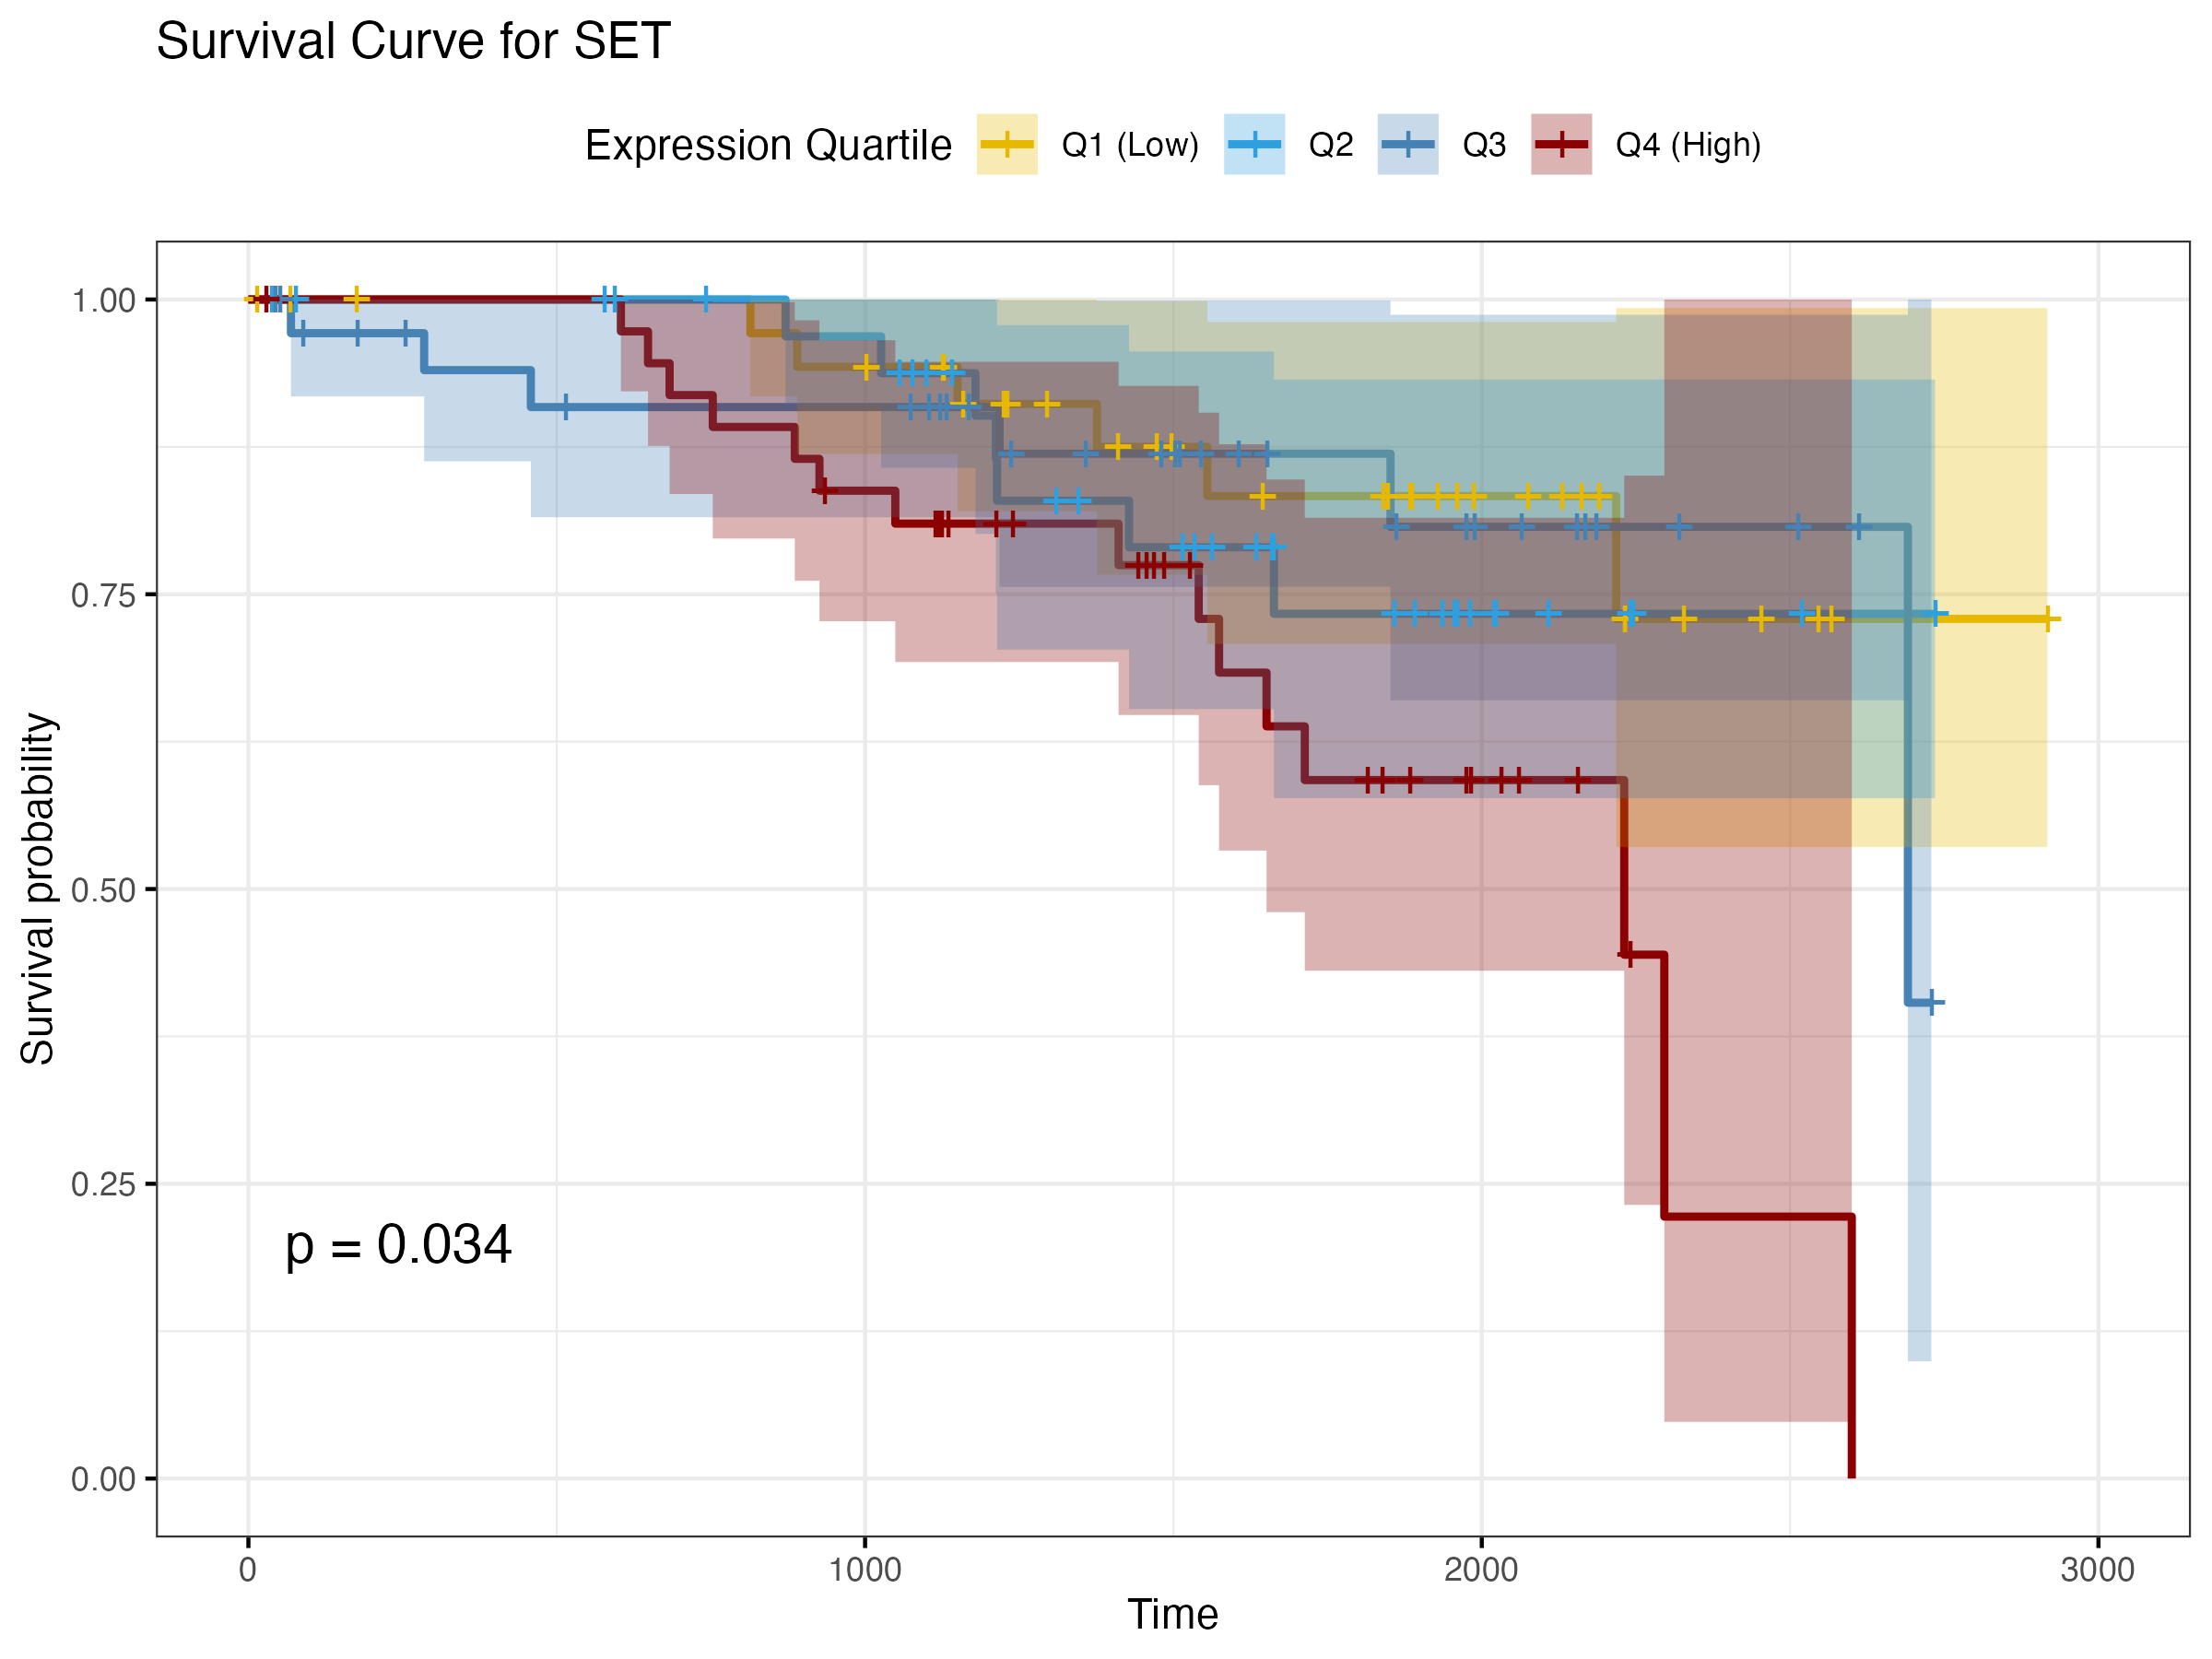 Survival Curve for SET
Expression Quartile Q1 (Low) Q2 Q3 Q4 (High)
Survival probability
1.00
0.75
0.50
0.25
0.00
p = 0.034
0 1000 2000 3000
Time